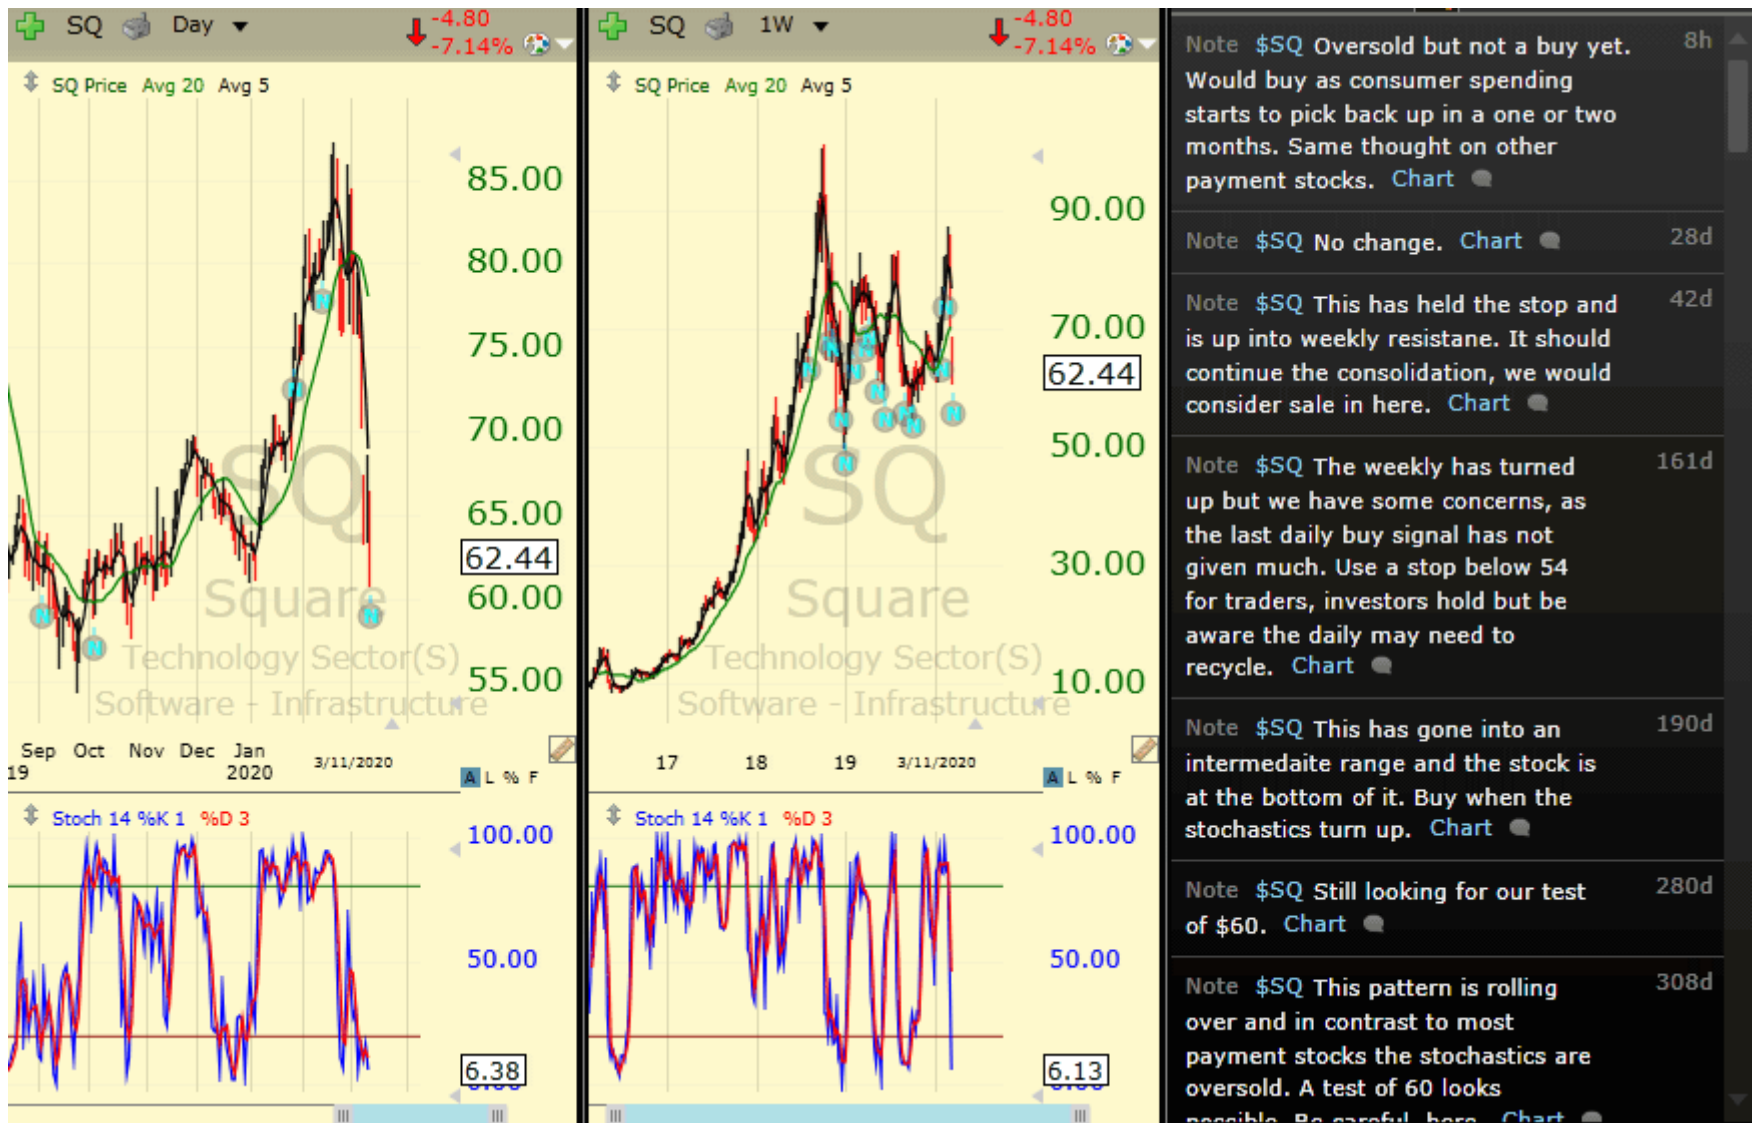 SQ Day -4.80
-7.14%
SQ Price Avg 20 Avg 5
85.00
80.00
75.00
70.00
65.00
62.44
60.00
55.00
SQ
Square
Technology Sector(S)
Software - Infrastructure
N
N
N
N
N
Sep Oct Nov Dec Jan
19 2020 3/11/2020
A L % F
Stoch 14 %K 1 %D 3
100.00
50.00
6.38
SQ 1W -4.80
-7.14%
SQ Price Avg 20 Avg 5
90.00
70.00
62.44
50.00
30.00
10.00
SQ
Square
Technology Sector(S)
Software - Infrastructure
17 18 19 3/11/2020
A L % F
Stoch 14 %K 1 %D 3
100.00
50.00
6.13
Note $SQ Oversold but not a buy yet. 8h
Would buy as consumer spending
starts to pick back up in a one or two
months. Same thought on other
payment stocks. Chart
Note $SQ No change. Chart 28d
Note $SQ This has held the stop and 42d
is up into weekly resistane. It should
continue the consolidation, we would
consider sale in here. Chart
Note $SQ The weekly has turned 161d
up but we have some concerns, as
the last daily buy signal has not
given much. Use a stop below 54
for traders, investors hold but be
aware the daily may need to
recycle. Chart
Note $SQ This has gone into an 190d
intermedaite range and the stock is
at the bottom of it. Buy when the
stochastics turn up. Chart
Note $SQ Still looking for our test 280d
of $60. Chart
Note $SQ This pattern is rolling 308d
over and in contrast to most
payment stocks the stochastics are
oversold. A test of 60 looks
possible. Be careful here. Chart